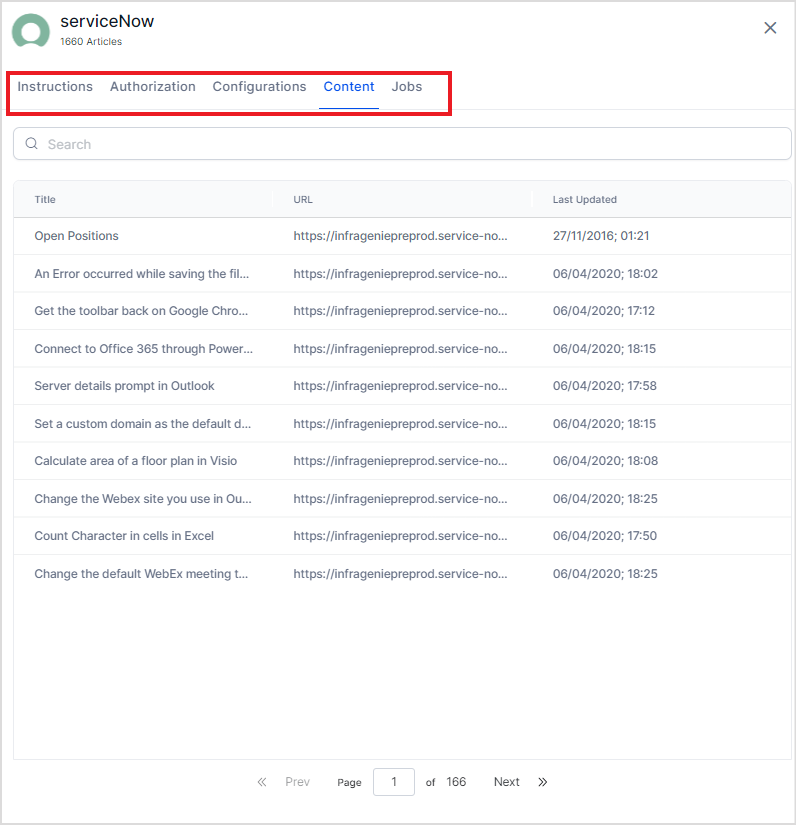 serviceNow
1660 Articles
Instructions Authorization Configurations Content Jobs
Search
Title URL Last Updated
Open Positions https://infrageniepreprod.service-no... 27/11/2016; 01:21
An Error occurred while saving the fil... https://infrageniepreprod.service-no... 06/04/2020; 18:02
Get the toolbar back on Google Chro... https://infrageniepreprod.service-no... 06/04/2020; 17:12
Connect to Office 365 through Power... https://infrageniepreprod.service-no... 06/04/2020; 18:15
Server details prompt in Outlook https://infrageniepreprod.service-no... 06/04/2020; 17:58
Set a custom domain as the default d... https://infrageniepreprod.service-no... 06/04/2020; 18:15
Calculate area of a floor plan in Visio https://infrageniepreprod.service-no... 06/04/2020; 18:08
Change the Webex site you use in Ou... https://infrageniepreprod.service-no... 06/04/2020; 18:25
Count Character in cells in Excel https://infrageniepreprod.service-no... 06/04/2020; 17:50
Change the default WebEx meeting t... https://infrageniepreprod.service-no... 06/04/2020; 18:25
« Prev Page 1 of 166 Next »